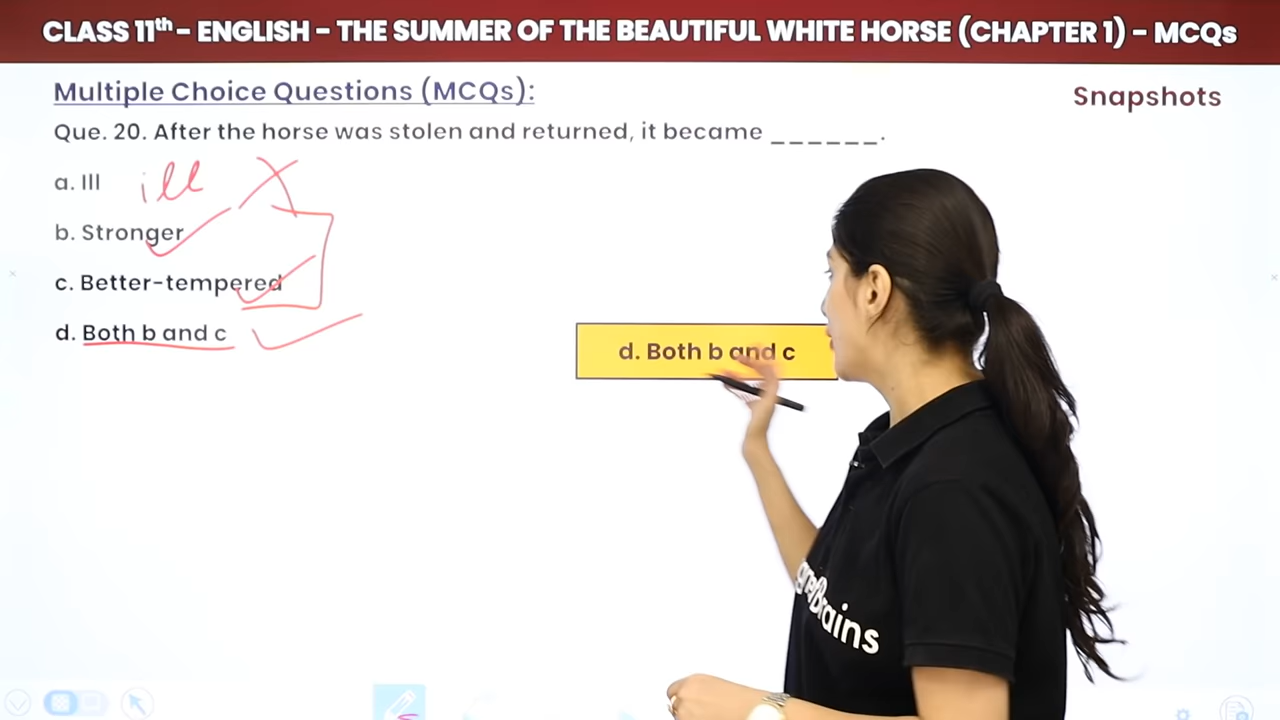 CLASS 11th - ENGLISH - THE SUMMER OF THE BEAUTIFUL WHITE HORSE (CHAPTER 1) - MCQs
Multiple Choice Questions (MCQs):
Snapshots
Que. 20. After the horse was stolen and returned, it became ______.
a. Ill ill
b. Stronger
c. Better-tempered
d. Both b and c
d. Both b and c
Brains